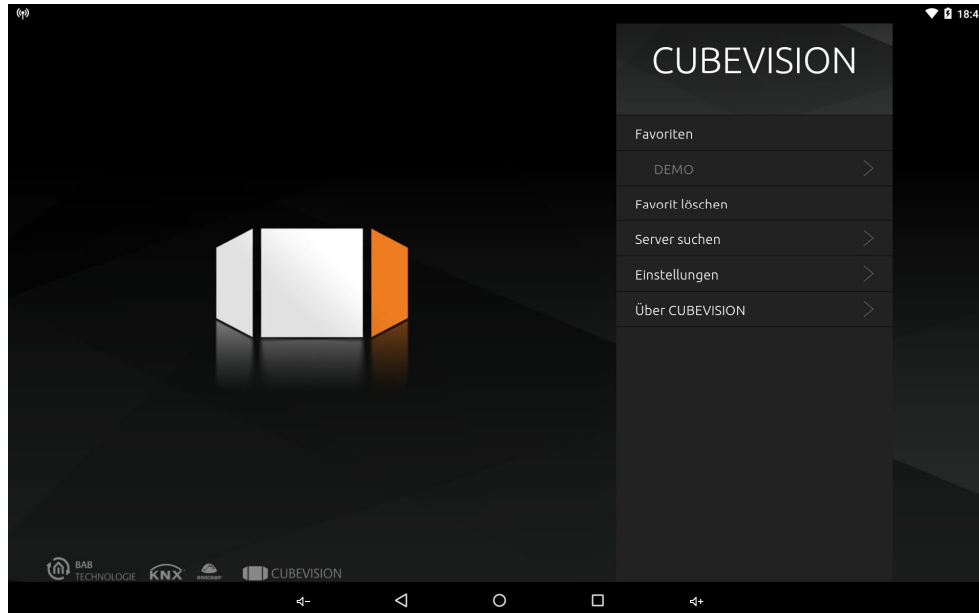 18:4
CUBEVISION
Favoriten
DEMO
Favorit löschen
Server suchen
Einstellungen
Über CUBEVISION
BAB
TECHNOLOGIE
KNX
CUBEVISION